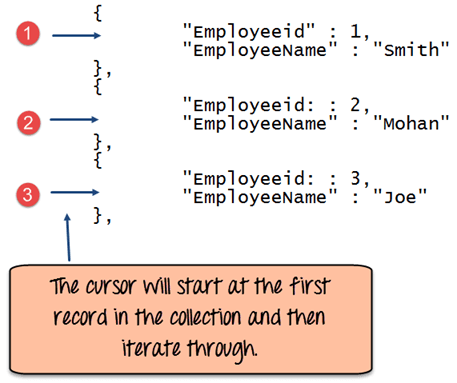 {
1 "Employeeid" : 1,
"EmployeeName" : "Smith"
},
{
"Employeeid: : 2,
2 "EmployeeName" : "Mohan"
},
{
"Employeeid: : 3,
3 "EmployeeName" : "Joe"
},
The cursor will start at the first
record in the collection and then
iterate through.